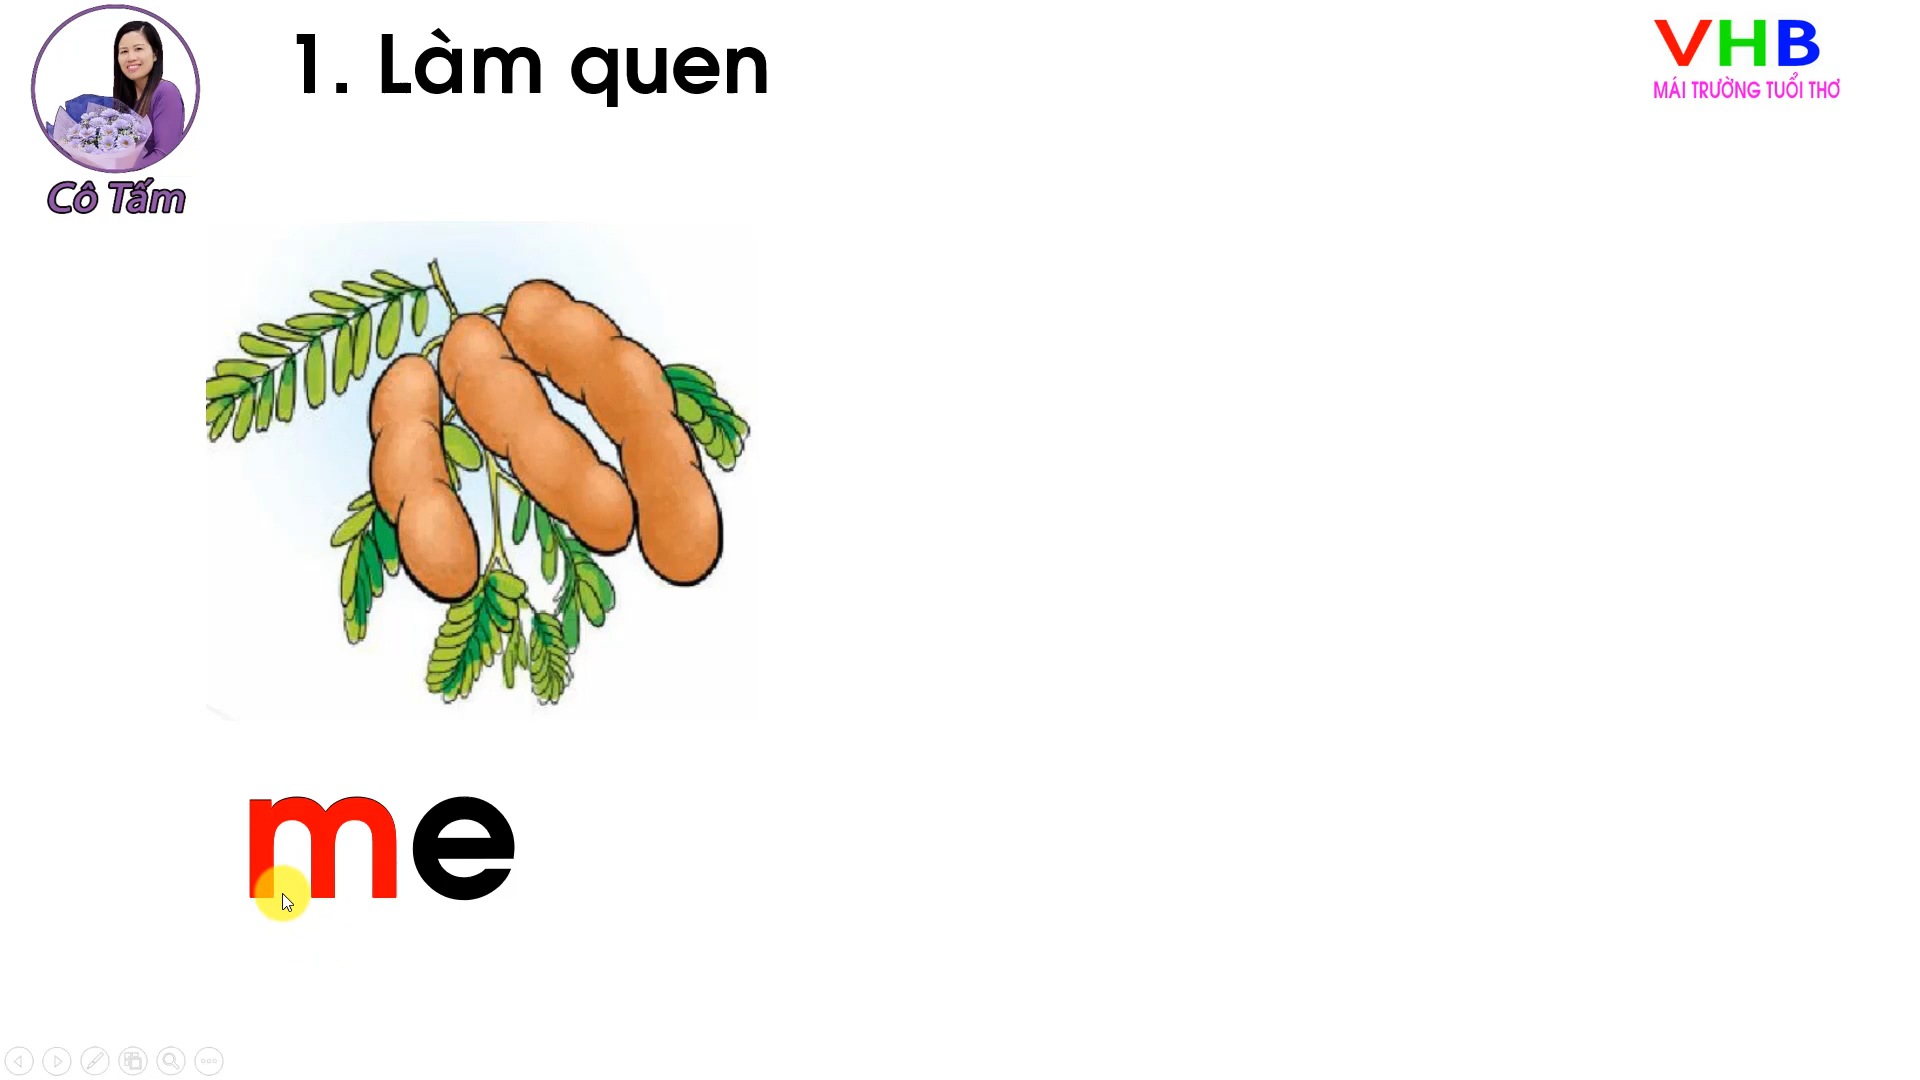 1. Làm quen
VHB
MÁI TRƯỜNG TUỔI THƠ
Cô Tấm
me